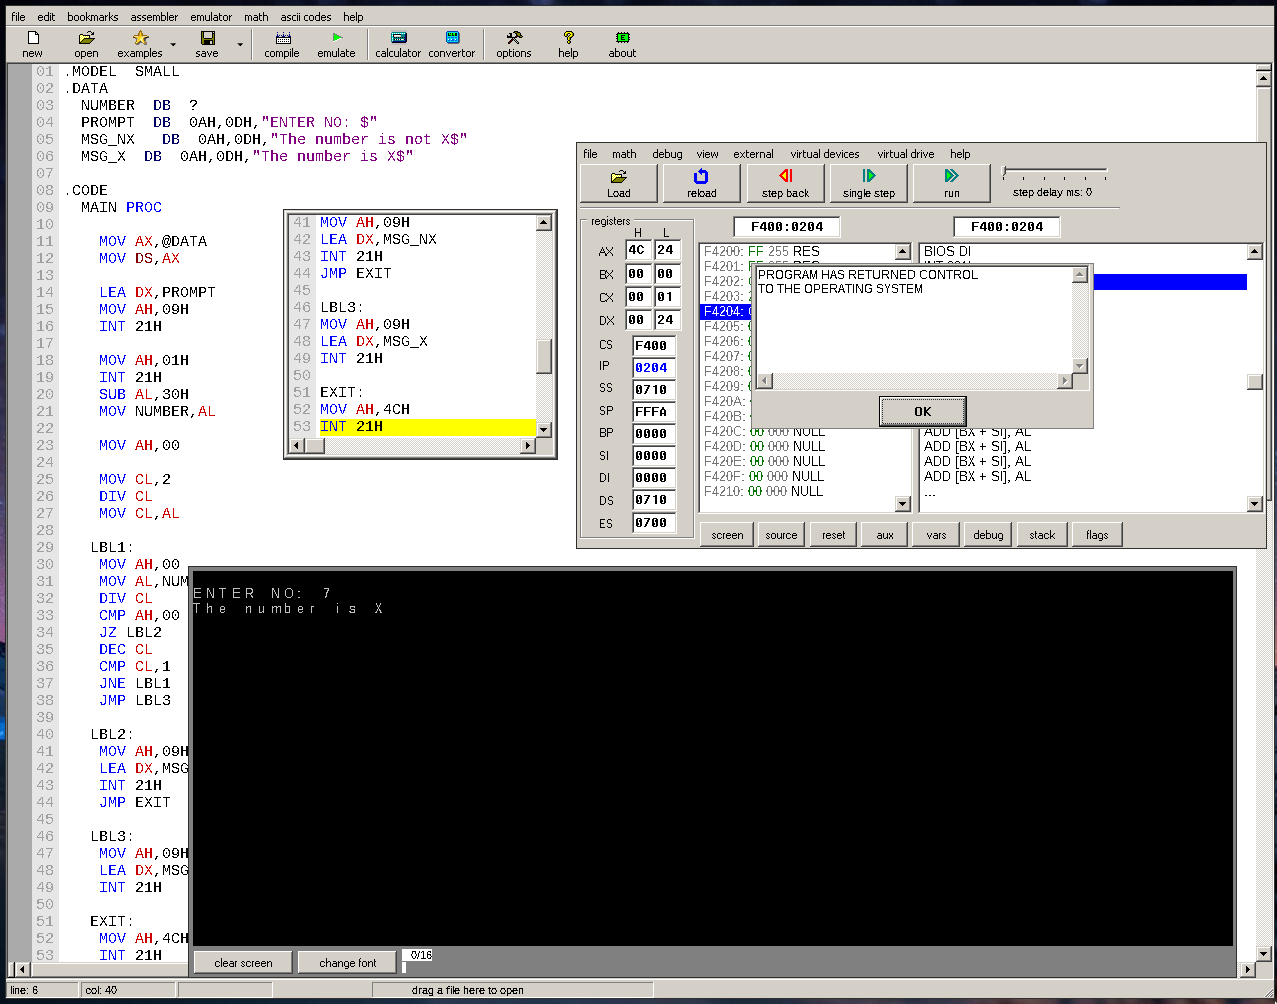 file edit bookmarks assembler emulator math ascii codes help
new open examples save compile emulate calculator convertor options help about
01 .MODEL SMALL
02 .DATA
03 NUMBER DB ?
04 PROMPT DB 0AH,0DH,"ENTER NO: $"
05 MSG_NX DB 0AH,0DH,"The number is not X$"
06 MSG_X DB 0AH,0DH,"The number is X$"
07
08 .CODE
09 MAIN PROC
10
11 MOV AX,@DATA
12 MOV DS,AX
13
14 LEA DX,PROMPT
15 MOV AH,09H
16 INT 21H
17
18 MOV AH,01H
19 INT 21H
20 SUB AL,30H
21 MOV NUMBER,AL
22
23 MOV AH,00
24
25 MOV CL,2
26 DIV CL
27 MOV CL,AL
28
29 LBL1:
30 MOV AH,00
31 MOV AL,NUM
32 DIV CL
33 CMP AH,00
34 JZ LBL2
35 DEC CL
36 CMP CL,1
37 JNE LBL1
38 JMP LBL3
39
40 LBL2:
41 MOV AH,09H
42 LEA DX,MSG
43 INT 21H
44 JMP EXIT
45
46 LBL3:
47 MOV AH,09H
48 LEA DX,MSG
49 INT 21H
50
51 EXIT:
52 MOV AH,4CH
53 INT 21H
41 MOV AH,09H
42 LEA DX,MSG_NX
43 INT 21H
44 JMP EXIT
45
46 LBL3:
47 MOV AH,09H
48 LEA DX,MSG_X
49 INT 21H
50
51 EXIT:
52 MOV AH,4CH
53 INT 21H
file math debug view external virtual devices virtual drive help
Load reload step back single step run step delay ms: 0
registers
H L
AX 4C 24
BX 00 00
CX 00 01
DX 00 24
CS F400
IP 0204
SS 0710
SP FFFA
BP 0000
SI 0000
DI 0000
DS 0710
ES 0700
F400:0204 F400:0204
F4200: FF 255 RES
F4201:
F4202:
F4203:
F4204:
F4205:
F4206:
F4207:
F4208:
F4209:
F420A:
F420B:
F420C: 00 000 NULL
F420D: 00 000 NULL
F420E: 00 000 NULL
F420F: 00 000 NULL
F4210: 00 000 NULL
BIOS DI
ADD [BX + SI], AL
ADD [BX + SI], AL
ADD [BX + SI], AL
ADD [BX + SI], AL
...
PROGRAM HAS RETURNED CONTROL
TO THE OPERATING SYSTEM
OK
screen source reset aux vars debug stack flags
ENTER NO: 7
The number is X
clear screen change font 0/16
line: 6 col: 40 drag a file here to open